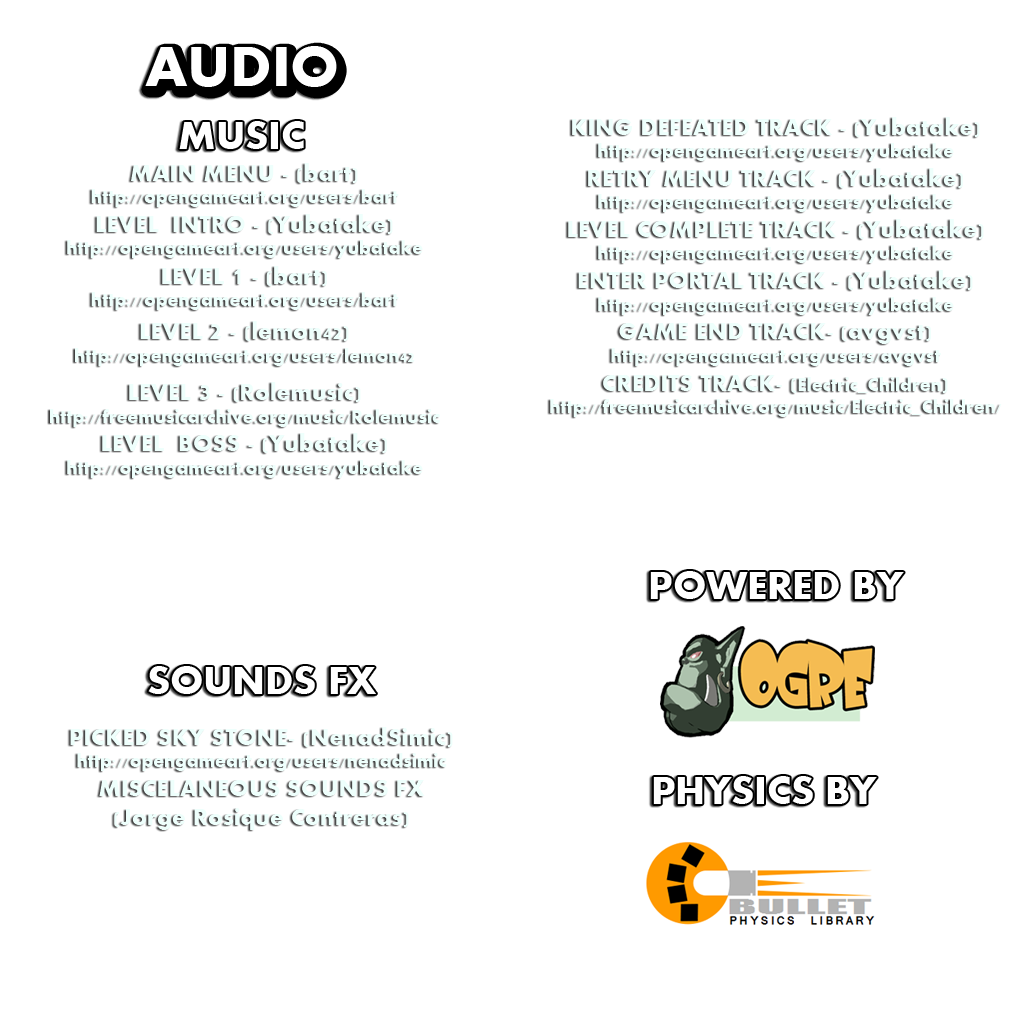 AUDIO
MUSIC
MAIN MENU - (bart)
http://opengameart.org/users/bart
LEVEL INTRO - (Yubatake)
http://opengameart.org/users/yubatake
LEVEL 1 - (bart)
http://opengameart.org/users/bart
LEVEL 2 - (lemon42)
http://opengameart.org/users/lemon42
LEVEL 3 - (Rolemusic)
http://freemusicarchive.org/music/Rolemusic
LEVEL BOSS - (Yubatake)
http://opengameart.org/users/yubatake
KING DEFEATED TRACK - (Yubatake)
http://opengameart.org/users/yubatake
RETRY MENU TRACK - (Yubatake)
http://opengameart.org/users/yubatake
LEVEL COMPLETE TRACK - (Yubatake)
http://opengameart.org/users/yubatake
ENTER PORTAL TRACK - (Yubatake)
http://opengameart.org/users/yubatake
GAME END TRACK- (avgvst)
http://opengameart.org/users/avgvst
CREDITS TRACK- (Electric_Children)
http://freemusicarchive.org/music/Electric_Children/
SOUNDS FX
PICKED SKY STONE- (NenadSimic)
http://opengameart.org/users/nenadsimic
MISCELANEOUS SOUNDS FX
(Jorge Rosique Contreras)
POWERED BY
OGRE
PHYSICS BY
BULLET
PHYSICS LIBRARY